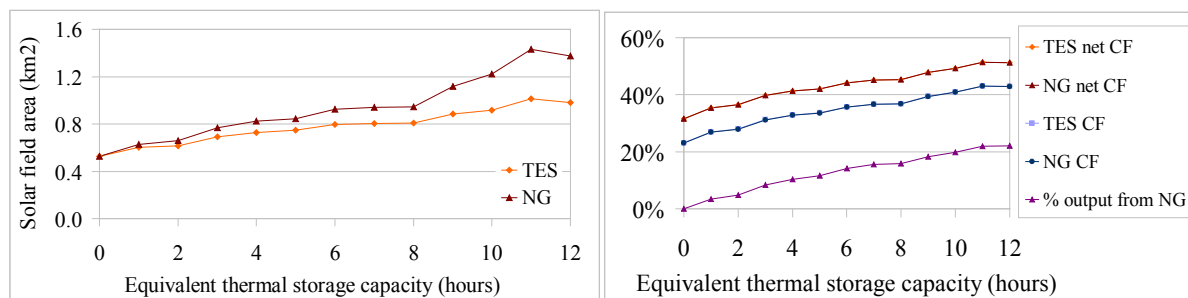 Solar field area (km2)
1.6
1.2
0.8
0.4
0.0
0 2 4 6 8 10 12
Equivalent thermal storage capacity (hours)
TES
NG
60%
40%
20%
0%
0 2 4 6 8 10 12
Equivalent thermal storage capacity (hours)
TES net CF
NG net CF
TES CF
NG CF
% output from NG